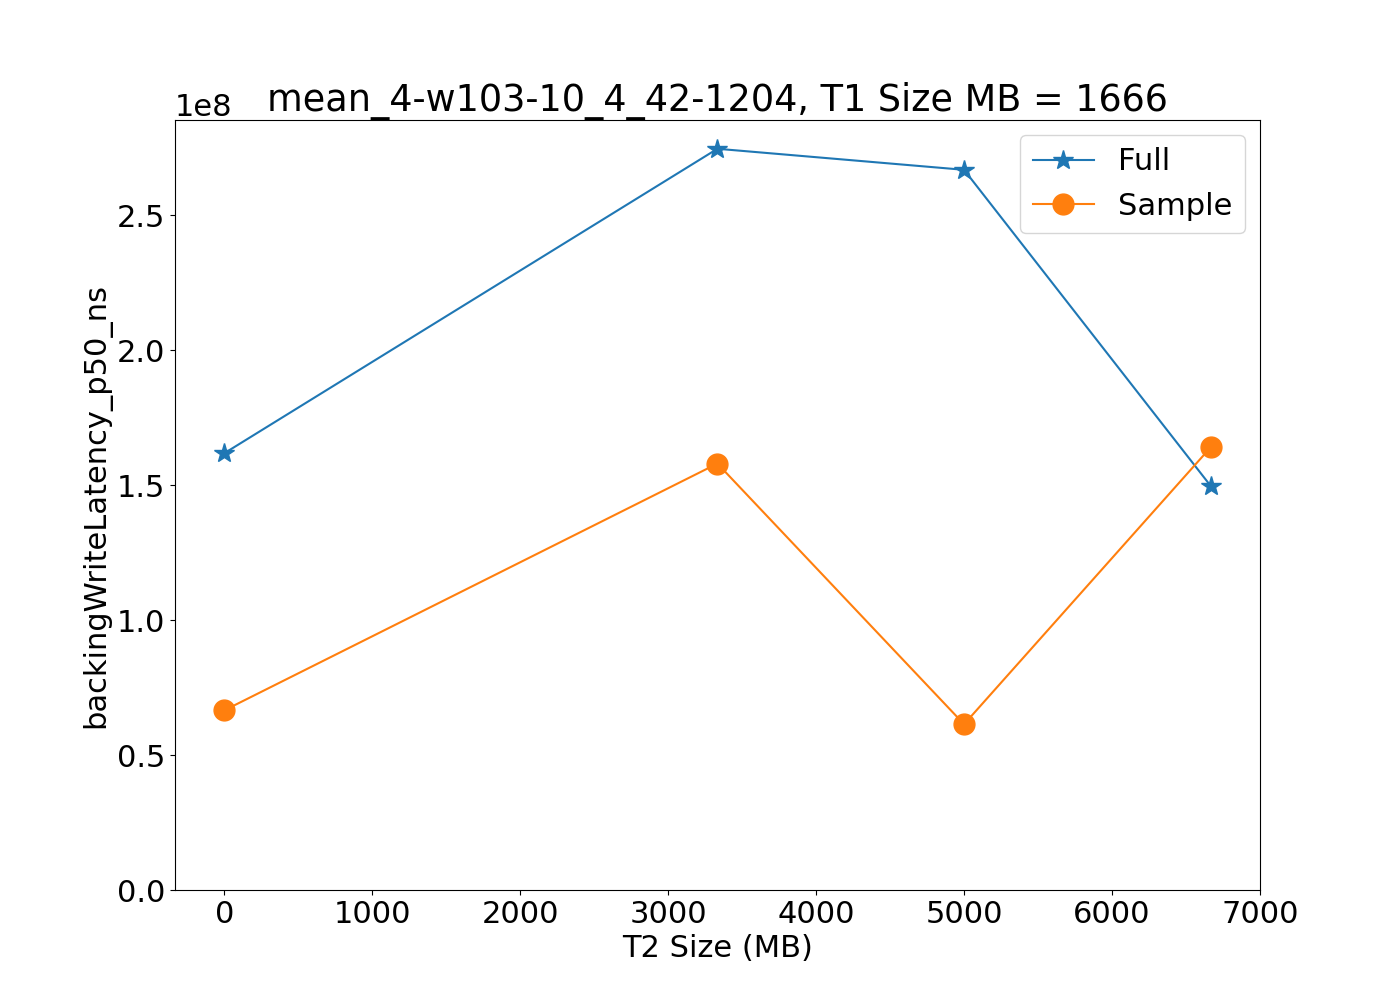 1e8
mean_4-w103-10_4_42-1204, T1 Size MB = 1666
Full
Sample
backingWriteLatency_p50_ns
2.5
2.0
1.5
1.0
0.5
0.0
0 1000 2000 3000 4000 5000 6000 7000
T2 Size (MB)